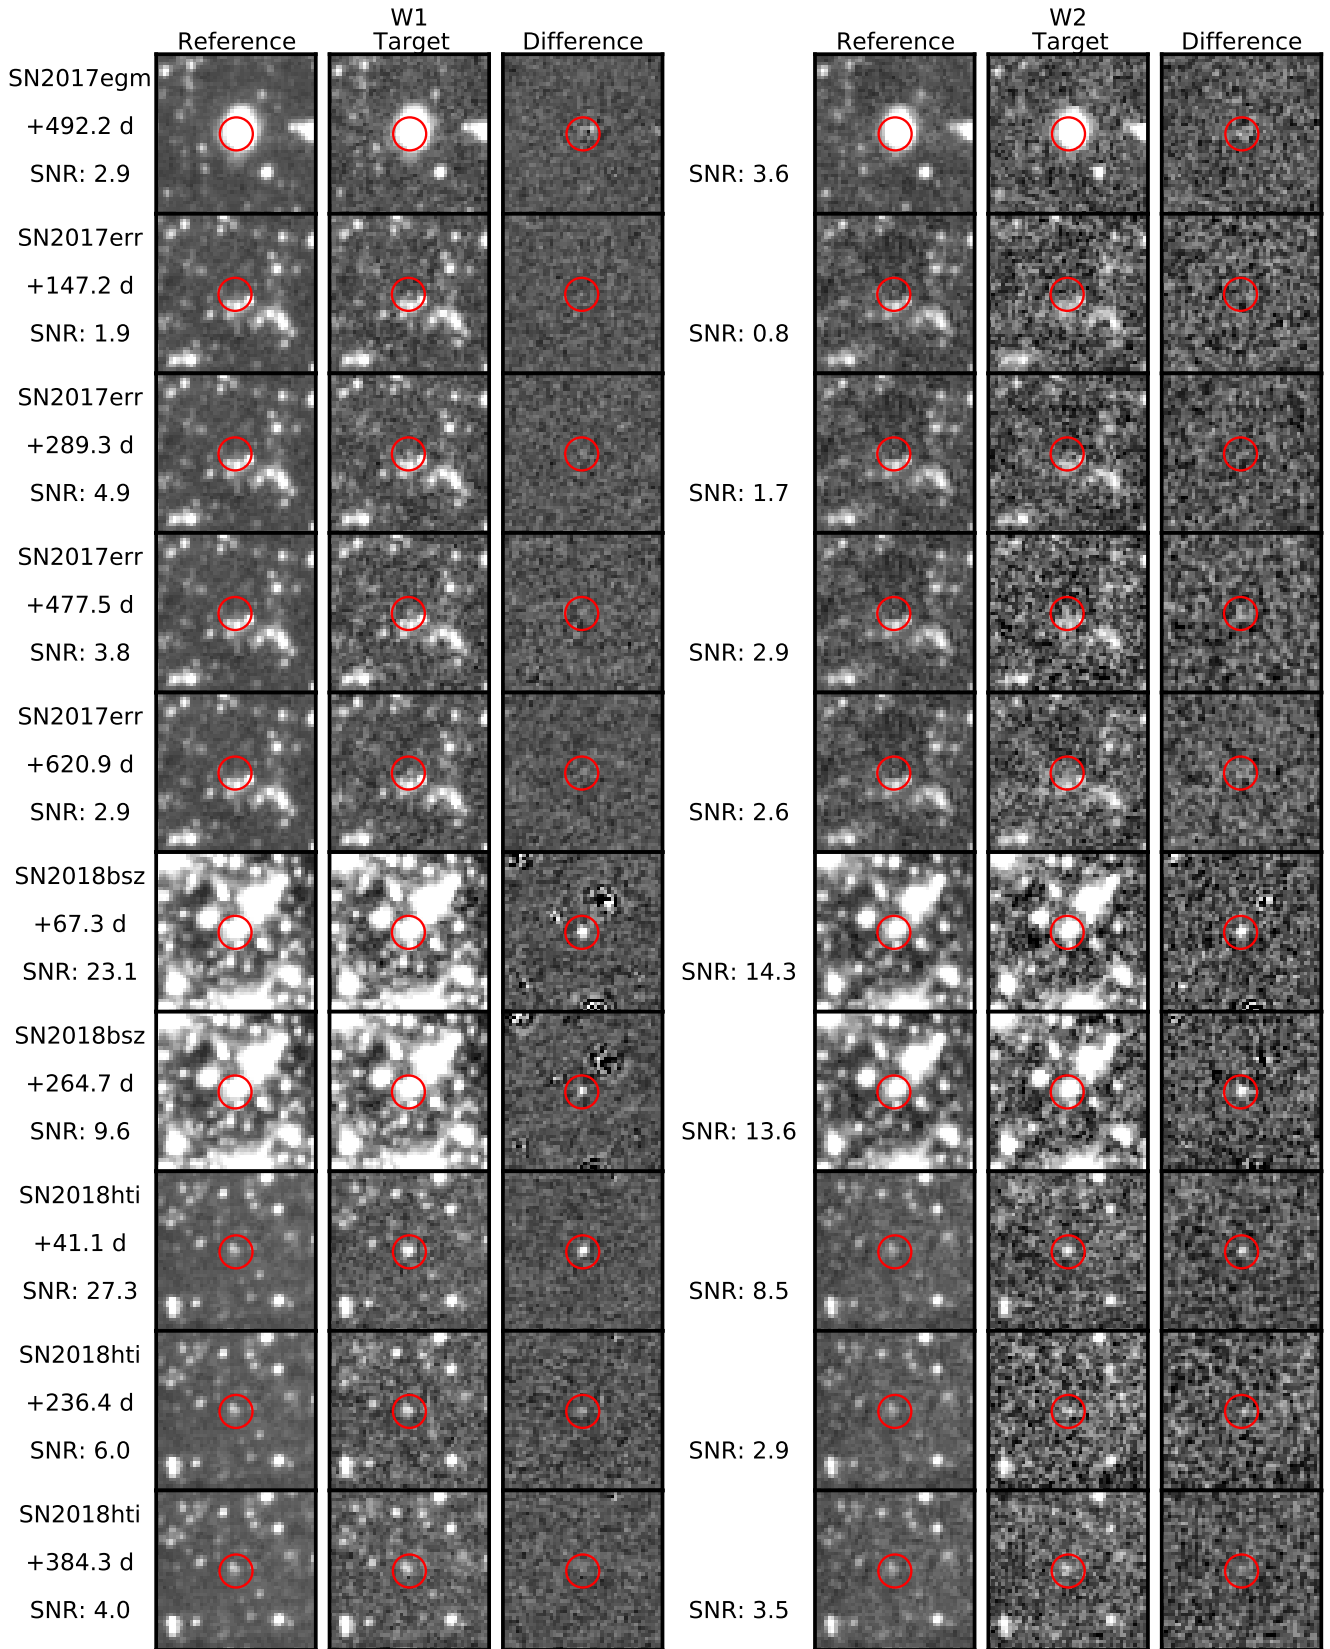 W1 W2
Reference Target Difference Reference Target Difference
SN2017egm
+492.2 d
SNR: 2.9 SNR: 3.6
SN2017err
+147.2 d
SNR: 1.9 SNR: 0.8
SN2017err
+289.3 d
SNR: 4.9 SNR: 1.7
SN2017err
+477.5 d
SNR: 3.8 SNR: 2.9
SN2017err
+620.9 d
SNR: 2.9 SNR: 2.6
SN2018bsz
+67.3 d
SNR: 23.1 SNR: 14.3
SN2018bsz
+264.7 d
SNR: 9.6 SNR: 13.6
SN2018hti
+41.1 d
SNR: 27.3 SNR: 8.5
SN2018hti
+236.4 d
SNR: 6.0 SNR: 2.9
SN2018hti
+384.3 d
SNR: 4.0 SNR: 3.5